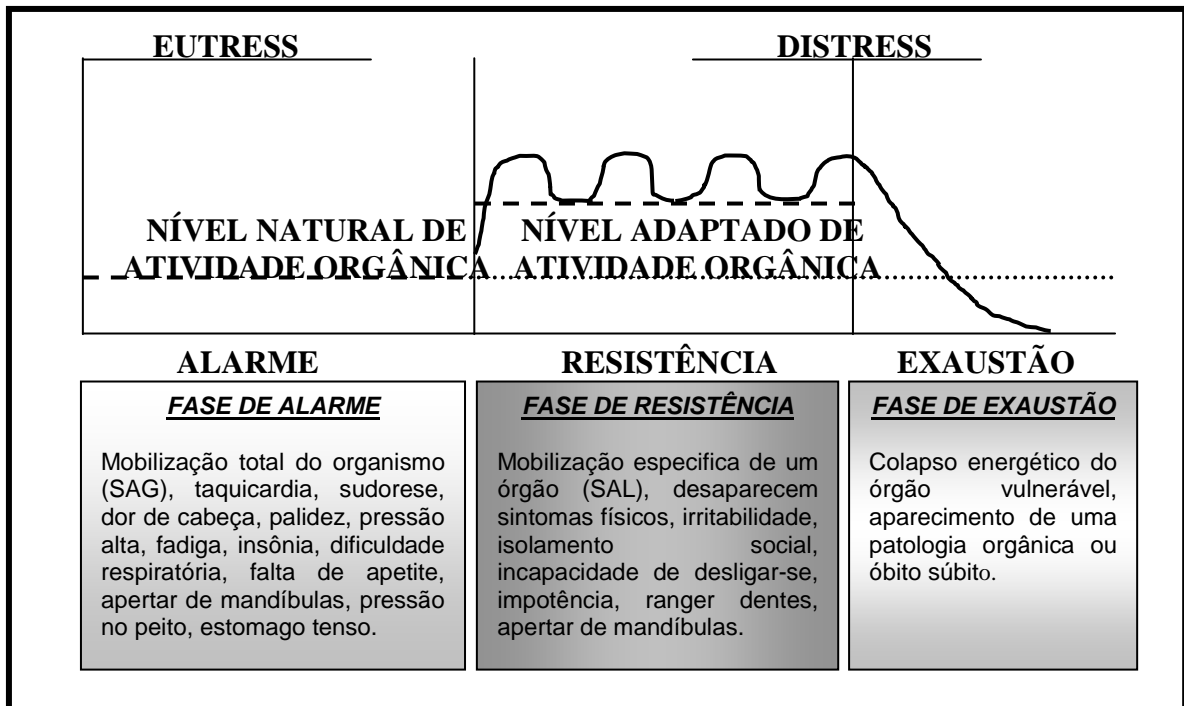 EUTRESS
DISTRESS
NÍVEL NATURAL DE
ATIVIDADE ORGÂNICA
NÍVEL ADAPTADO DE
ATIVIDADE ORGÂNICA
ALARME
RESISTÊNCIA
EXAUSTÃO
FASE DE ALARME
Mobilização total do organismo
(SAG), taquicardia, sudorese,
dor de cabeça, palidez, pressão
alta, fadiga, insônia, dificuldade
respiratória, falta de apetite,
apertar de mandíbulas, pressão
no peito, estomago tenso.
FASE DE RESISTÊNCIA
Mobilização especifica de um
órgão (SAL), desaparecem
sintomas físicos, irritabilidade,
isolamento social,
incapacidade de desligar-se,
impotência, ranger dentes,
apertar de mandíbulas.
FASE DE EXAUSTÃO
Colapso energético do
órgão vulnerável,
aparecimento de uma
patologia orgânica ou
óbito súbito.